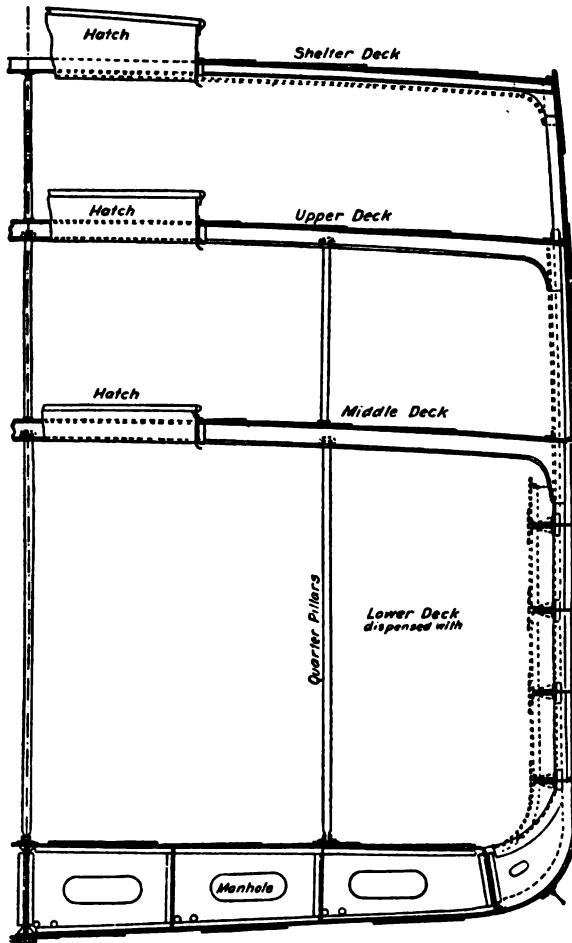 Hatch
Shelter Deck
Hatch
Upper Deck
Hatch
Middle Deck
Quarter Pillars
Lower Deck
dispensed with
Manhole